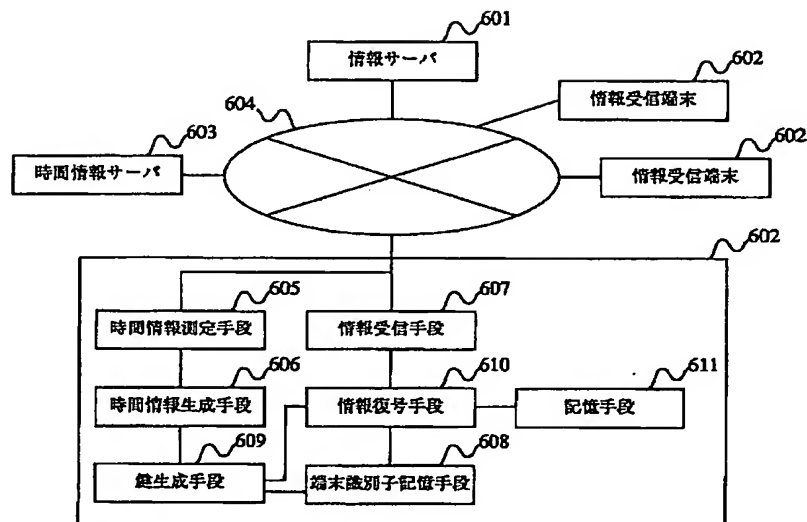 601
情報サーバ
602
情報受信端末
604
603
時間情報サーバ
602
情報受信端末
602
605
時間情報測定手段
607
情報受信手段
606
時間情報生成手段
610
情報復号手段
611
記憶手段
609
鍵生成手段
608
端末識別子記憶手段